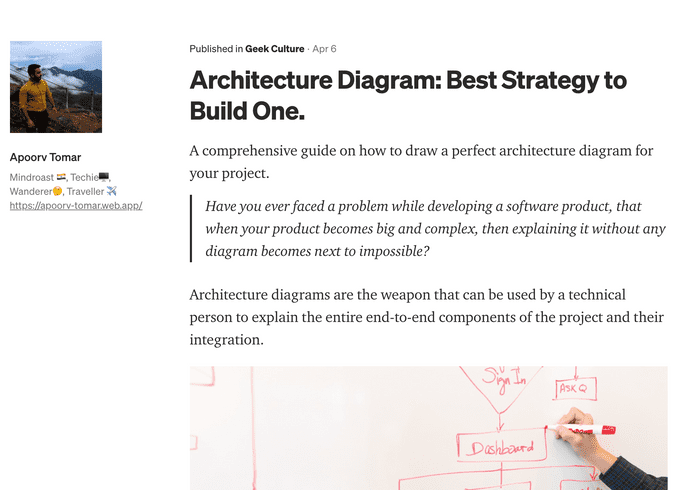 Published in Geek Culture · Apr 6
Architecture Diagram: Best Strategy to
Build One.
Apoorv Tomar
Mindroast 🇮🇳, Techie🖥️,
Wanderer🤔, Traveller ✈️
https://apoorv-tomar.web.app/
A comprehensive guide on how to draw a perfect architecture diagram for
your project.
Have you ever faced a problem while developing a software product, that
when your product becomes big and complex, then explaining it without any
diagram becomes next to impossible?
Architecture diagrams are the weapon that can be used by a technical
person to explain the entire end-to-end components of the project and their
integration.
Sign In
ASK Q
Dashboard